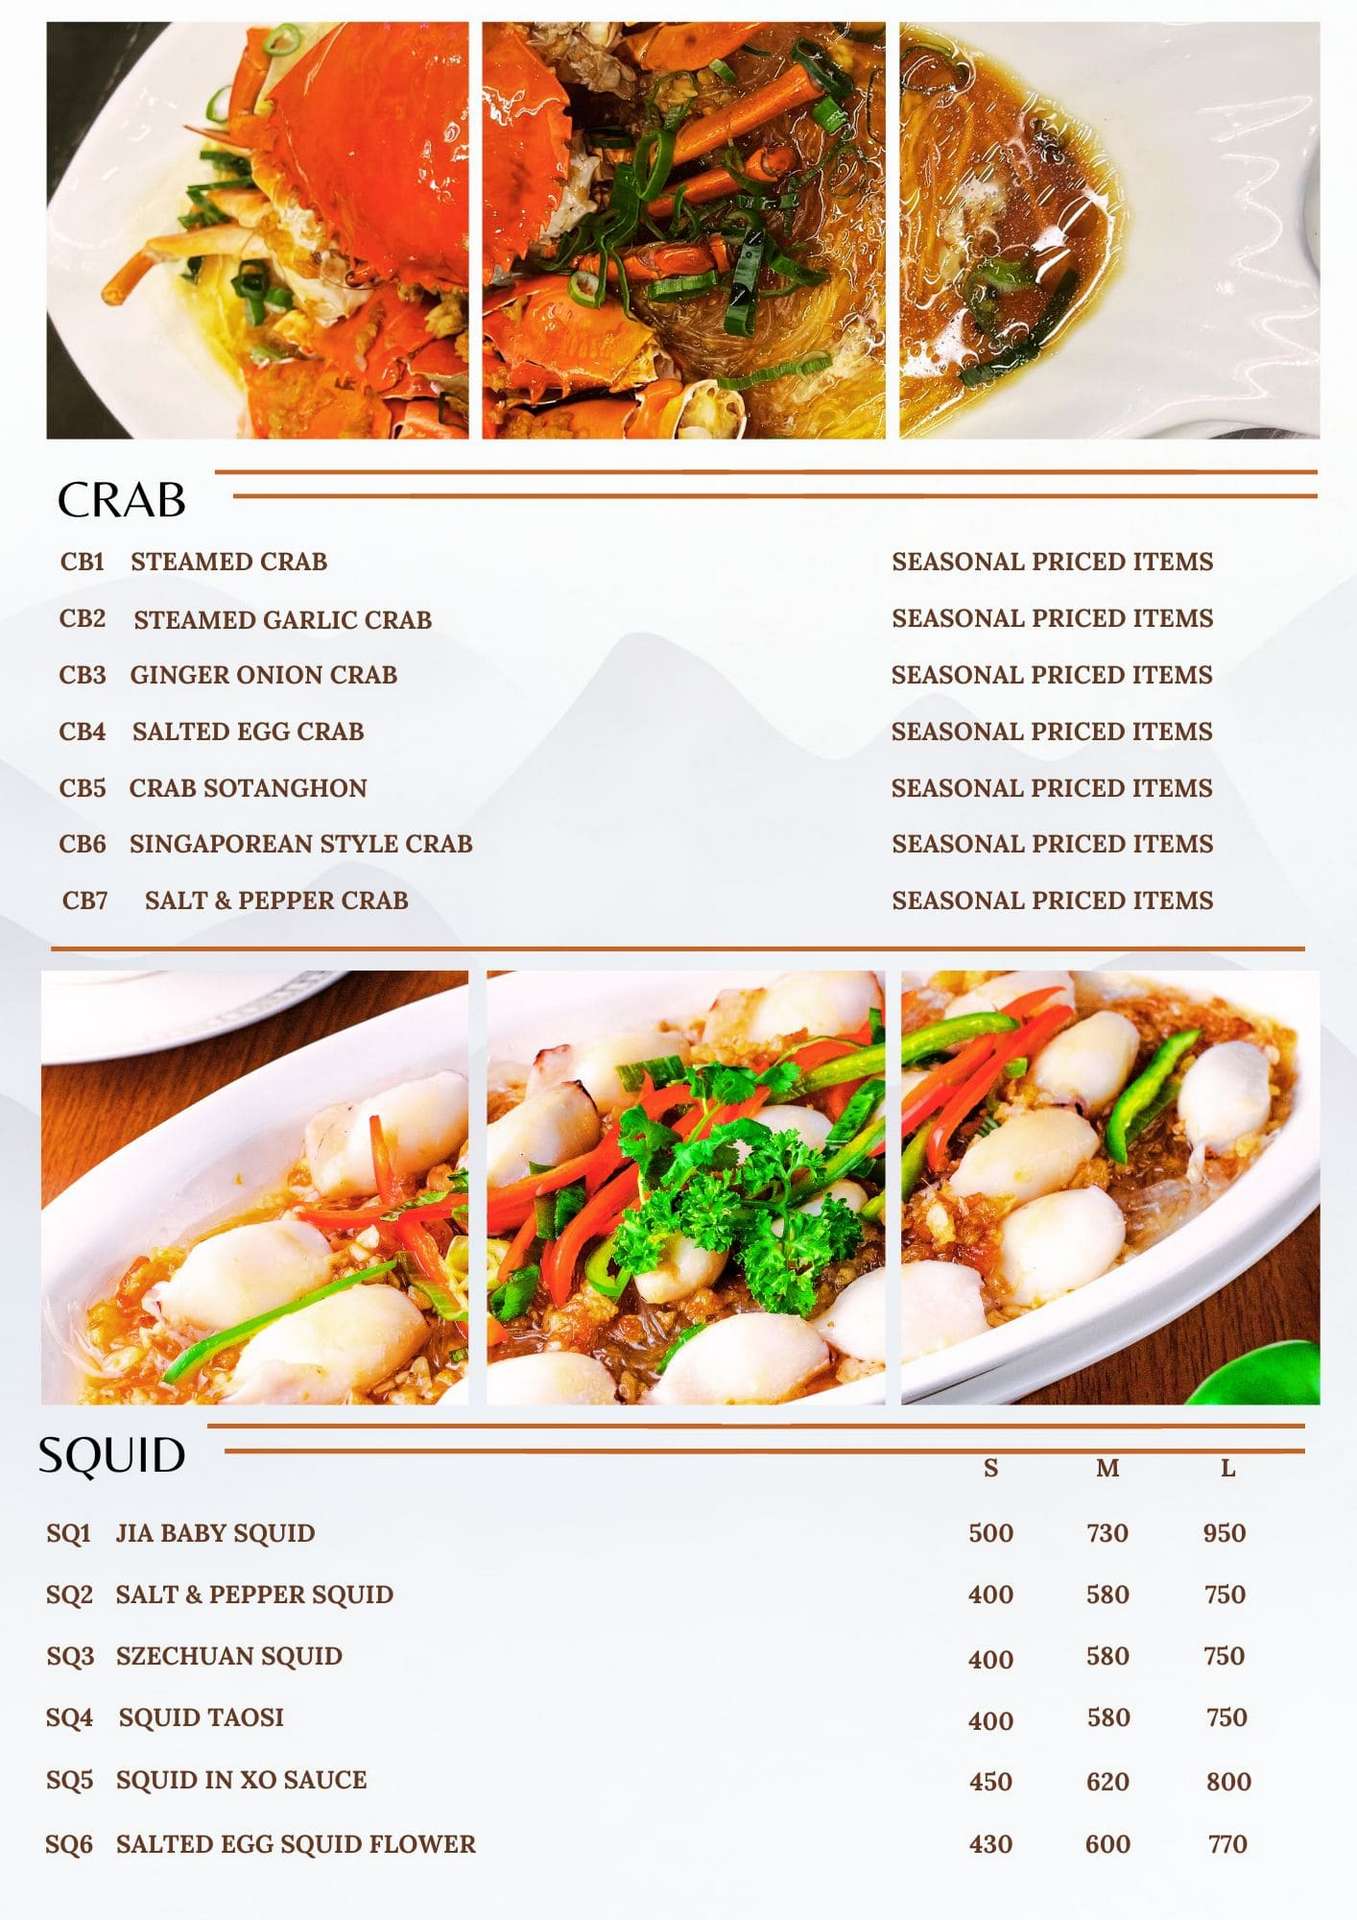 CRAB
CB1 STEAMED CRAB SEASONAL PRICED ITEMS
CB2 STEAMED GARLIC CRAB SEASONAL PRICED ITEMS
CB3 GINGER ONION CRAB SEASONAL PRICED ITEMS
CB4 SALTED EGG CRAB SEASONAL PRICED ITEMS
CB5 CRAB SOTANGHON SEASONAL PRICED ITEMS
CB6 SINGAPOREAN STYLE CRAB SEASONAL PRICED ITEMS
CB7 SALT & PEPPER CRAB SEASONAL PRICED ITEMS
SQUID
S M L
SQ1 JIA BABY SQUID 500 730 950
SQ2 SALT & PEPPER SQUID 400 580 750
SQ3 SZECHUAN SQUID 400 580 750
SQ4 SQUID TAOSI 400 580 750
SQ5 SQUID IN XO SAUCE 450 620 800
SQ6 SALTED EGG SQUID FLOWER 430 600 770